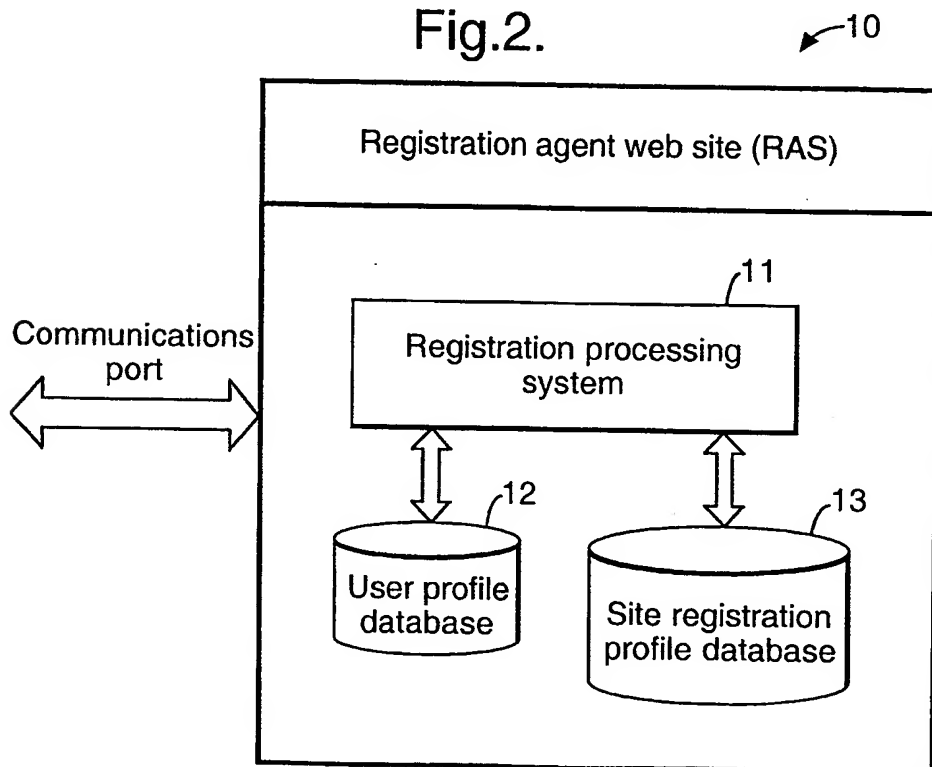 Fig.2.
10
Registration agent web site (RAS)
11
Registration processing
system
Communications
port
12
User profile
database
13
Site registration
profile database